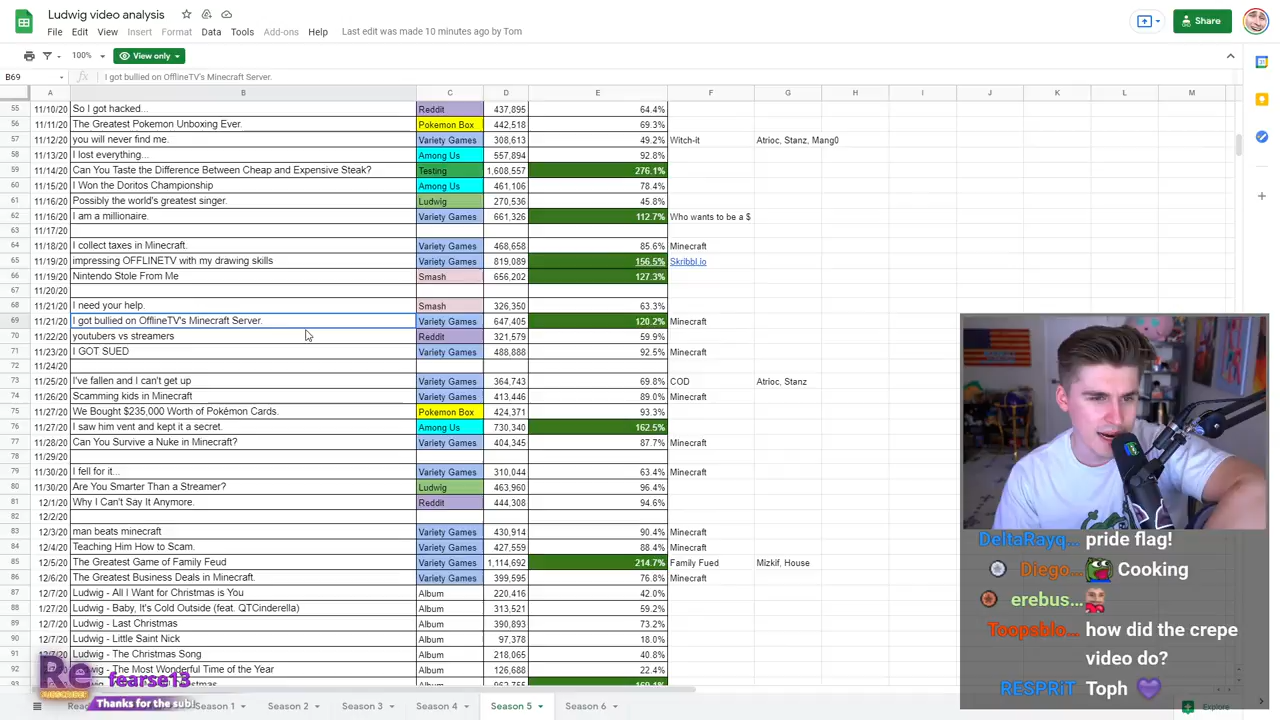 Ludwig video analysis
File Edit View Insert Format Data Tools Add-ons Help Last edit was made 10 minutes ago by Tom
Share
100% View only
B69 fx I got bullied on OfflineTV's Minecraft Server.
A B C D E F G H I J K L M
55 11/10/20 So I got hacked... Reddit 437,895 64.4%
56 11/11/20 The Greatest Pokemon Unboxing Ever. Pokemon Box 442,518 69.3%
57 11/12/20 you will never find me. Variety Games 308,613 49.2% Witch-it Atrioc, Stanz, Mang0
58 11/13/20 I lost everything... Among Us 557,894 92.8%
59 11/14/20 Can You Taste the Difference Between Cheap and Expensive Steak? Testing 1,608,557 276.1%
60 11/15/20 I Won the Doritos Championship Among Us 461,106 78.4%
61 11/16/20 Possibly the world's greatest singer. Ludwig 270,536 45.8%
62 11/16/20 I am a millionaire. Variety Games 661,326 112.7% Who wants to be a $
63 11/17/20
64 11/18/20 I collect taxes in Minecraft. Variety Games 468,658 85.6% Minecraft
65 11/19/20 impressing OFFLINETV with my drawing skills Variety Games 819,089 156.5% Skribbl.io
66 11/19/20 Nintendo Stole From Me Smash 656,202 127.3%
67 11/20/20
68 11/21/20 I need your help. Smash 326,350 63.3%
69 11/21/20 I got bullied on OfflineTV's Minecraft Server. Variety Games 647,405 120.2% Minecraft
70 11/22/20 youtubers vs streamers Reddit 321,579 59.9%
71 11/23/20 I GOT SUED Variety Games 488,888 92.5% Minecraft
72 11/24/20
73 11/25/20 I've fallen and I can't get up Variety Games 364,743 69.8% COD Atrioc, Stanz
74 11/26/20 Scamming kids in Minecraft Variety Games 413,446 89.0% Minecraft
75 11/27/20 We Bought $235,000 Worth of Pokémon Cards. Pokemon Box 424,371 93.3%
76 11/27/20 I saw him vent and kept it a secret. Among Us 730,340 162.5%
77 11/28/20 Can You Survive a Nuke in Minecraft? Variety Games 404,345 87.7% Minecraft
78 11/29/20
79 11/30/20 I fell for it... Variety Games 310,044 63.4% Minecraft
80 11/30/20 Are You Smarter Than a Streamer? Ludwig 463,960 96.4%
81 12/1/20 Why I Can't Say It Anymore. Reddit 444,308 94.6%
82 12/2/20
83 12/3/20 man beats minecraft Variety Games 430,914 90.4% Minecraft
84 12/4/20 Teaching Him How to Scam. Variety Games 427,559 88.4% Minecraft
85 12/5/20 The Greatest Game of Family Feud Variety Games 1,114,692 214.7% Family Fued Mizkif, House
86 12/6/20 The Greatest Business Deals in Minecraft. Variety Games 399,595 76.8% Minecraft
87 12/7/20 Ludwig - All I Want for Christmas is You Album 220,416 42.0%
88 12/7/20 Ludwig - Baby, It's Cold Outside (feat. QTCinderella) Album 313,521 59.2%
89 12/7/20 Ludwig - Last Christmas Album 390,893 73.2%
90 12/7/20 Ludwig - Little Saint Nick Album 97,378 18.0%
91 12/7/20 Ludwig - The Christmas Song Album 218,065 40.8%
92 12/7/20 Ludwig - The Most Wonderful Time of the Year Album 126,688 22.4%
Season 1 Season 2 Season 3 Season 4 Season 5 Season 6 Explore
Re
fearse13
Thanks for the sub!
DeltaRayq... pride flag!
Diego... Cooking
erebus...
Toopsblo... how did the crepe
video do?
RESPRiT Toph